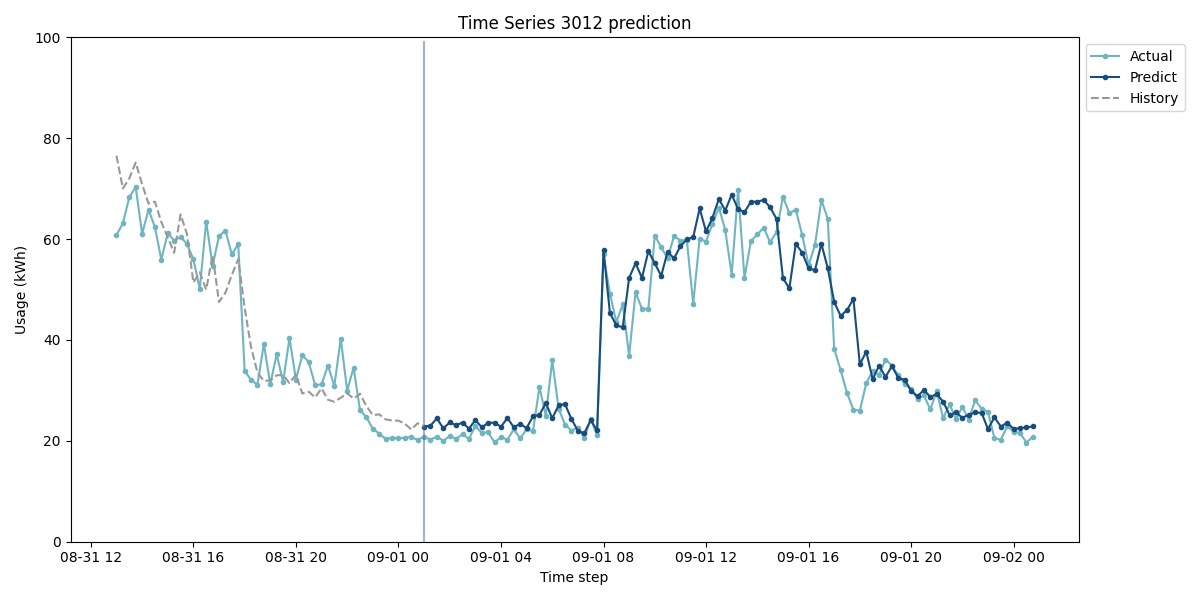 Time Series 3012 prediction
100
80
60
40
20
0
Usage (kWh)
08-31 12
08-31 16
08-31 20
09-01 00
09-01 04
09-01 08
09-01 12
09-01 16
09-01 20
09-02 00
Time step
Actual
Predict
History